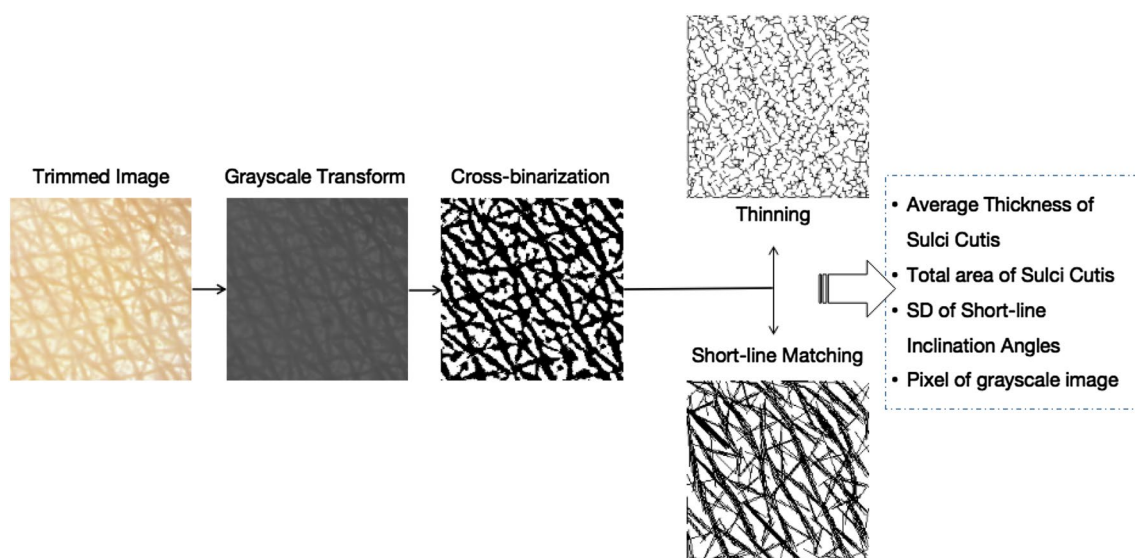 Trimmed Image
Grayscale Transform
Cross-binarization
Thinning
Short-line Matching
• Average Thickness of
Sulci Cutis
• Total area of Sulci Cutis
• SD of Short-line
Inclination Angles
• Pixel of grayscale image